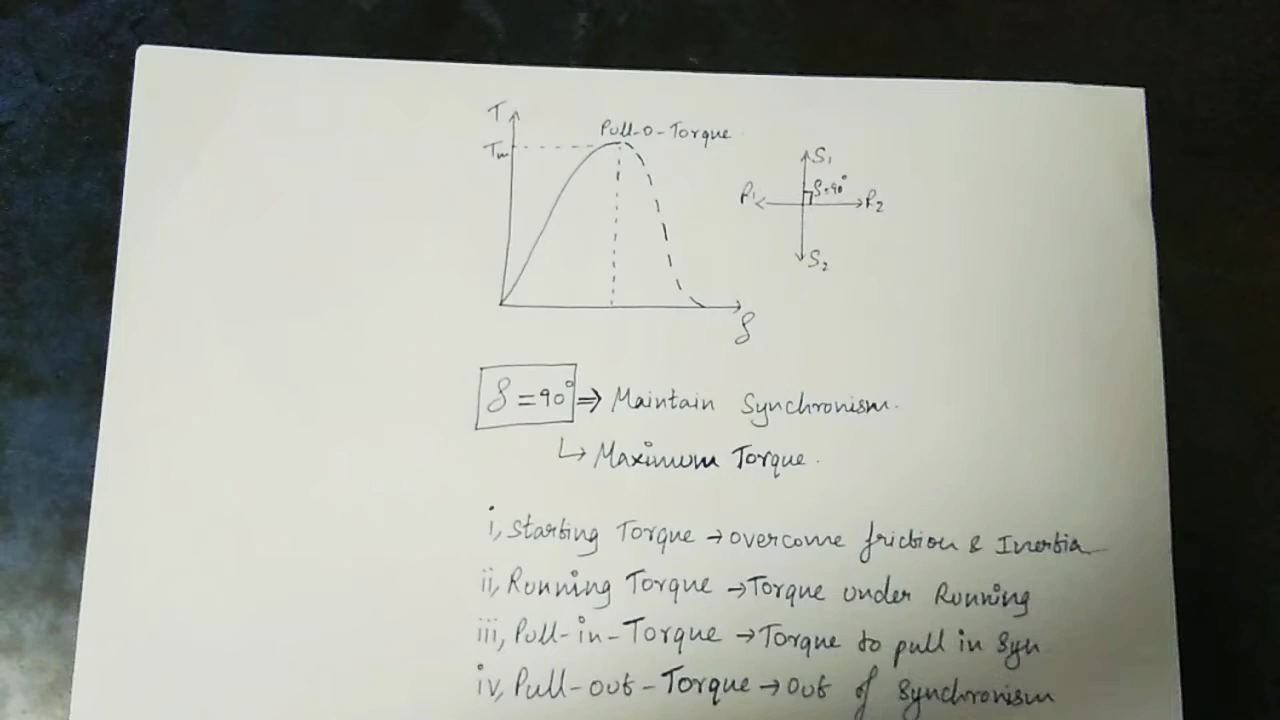 T
Pull-o-Torque
Tm
S1
δ=90°
P1
P2
S2
δ
δ = 90° ⇒ Maintain Synchronism.
↳ Maximum Torque.
i, Starting Torque → overcome friction & Inertia
ii, Running Torque → Torque under Running
iii, Pull-in-Torque → Torque to pull in Syn
iv, Pull-out-Torque → Out of Synchronism